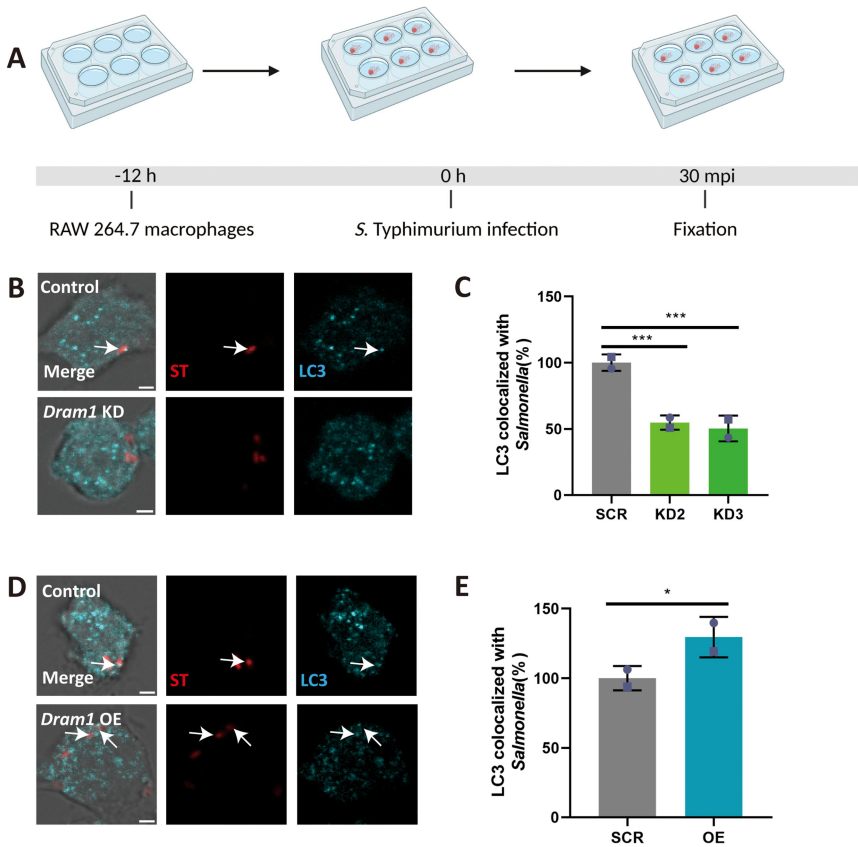 A
-12 h
0 h
30 mpi
RAW 264.7 macrophages
S. Typhimurium infection
Fixation
B
Control
Merge
ST
LC3
Dram1 KD
C
LC3 colocalized with
Salmonella(%)
150
100
50
0
***
***
SCR
KD2
KD3
D
Control
Merge
ST
LC3
Dram1 OE
E
LC3 colocalized with
Salmonella(%)
150
100
50
0
*
SCR
OE